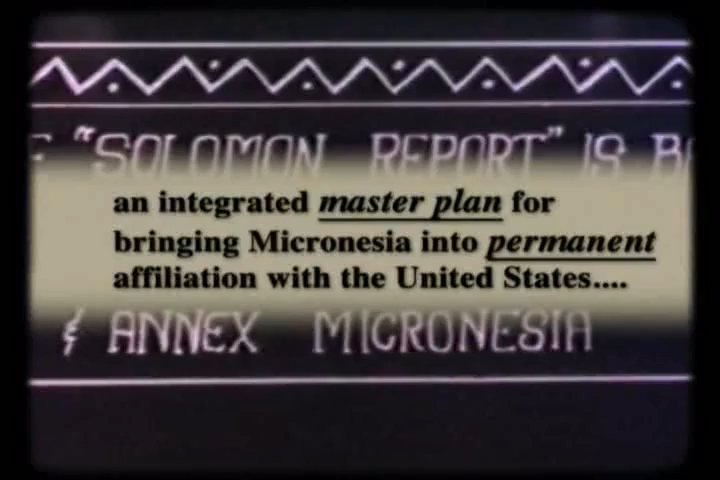 "SOLOMON REPORT" IS
an integrated master plan for
bringing Micronesia into permanent
affiliation with the United States....
& ANNEX MICRONESIA